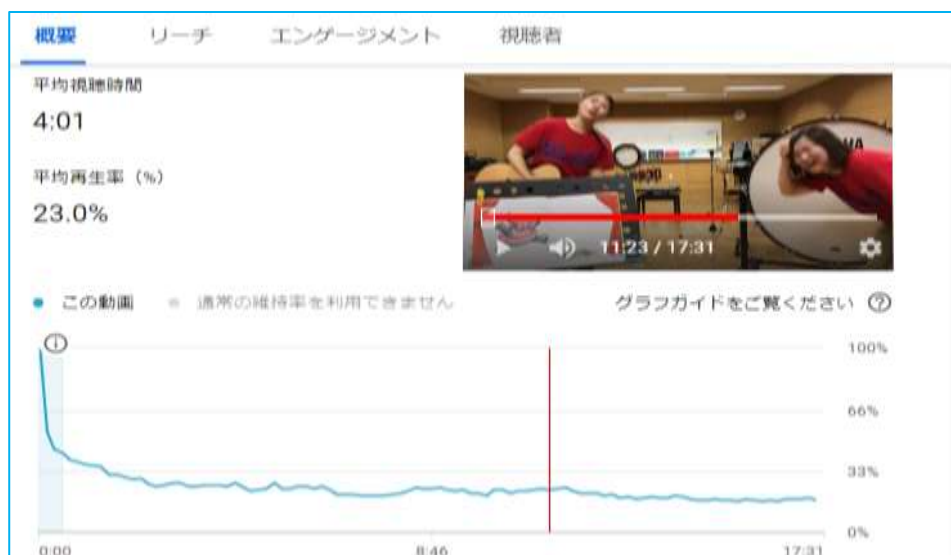 概要 リーチ エンゲージメント 視聴者
平均視聴時間
4:01
平均再生率 (%)
23.0%
11:23 / 17:31
この動画 通常の維持率を利用できません グラフガイドをご覧ください
100%
66%
33%
0%
0:00 8:46 17:31